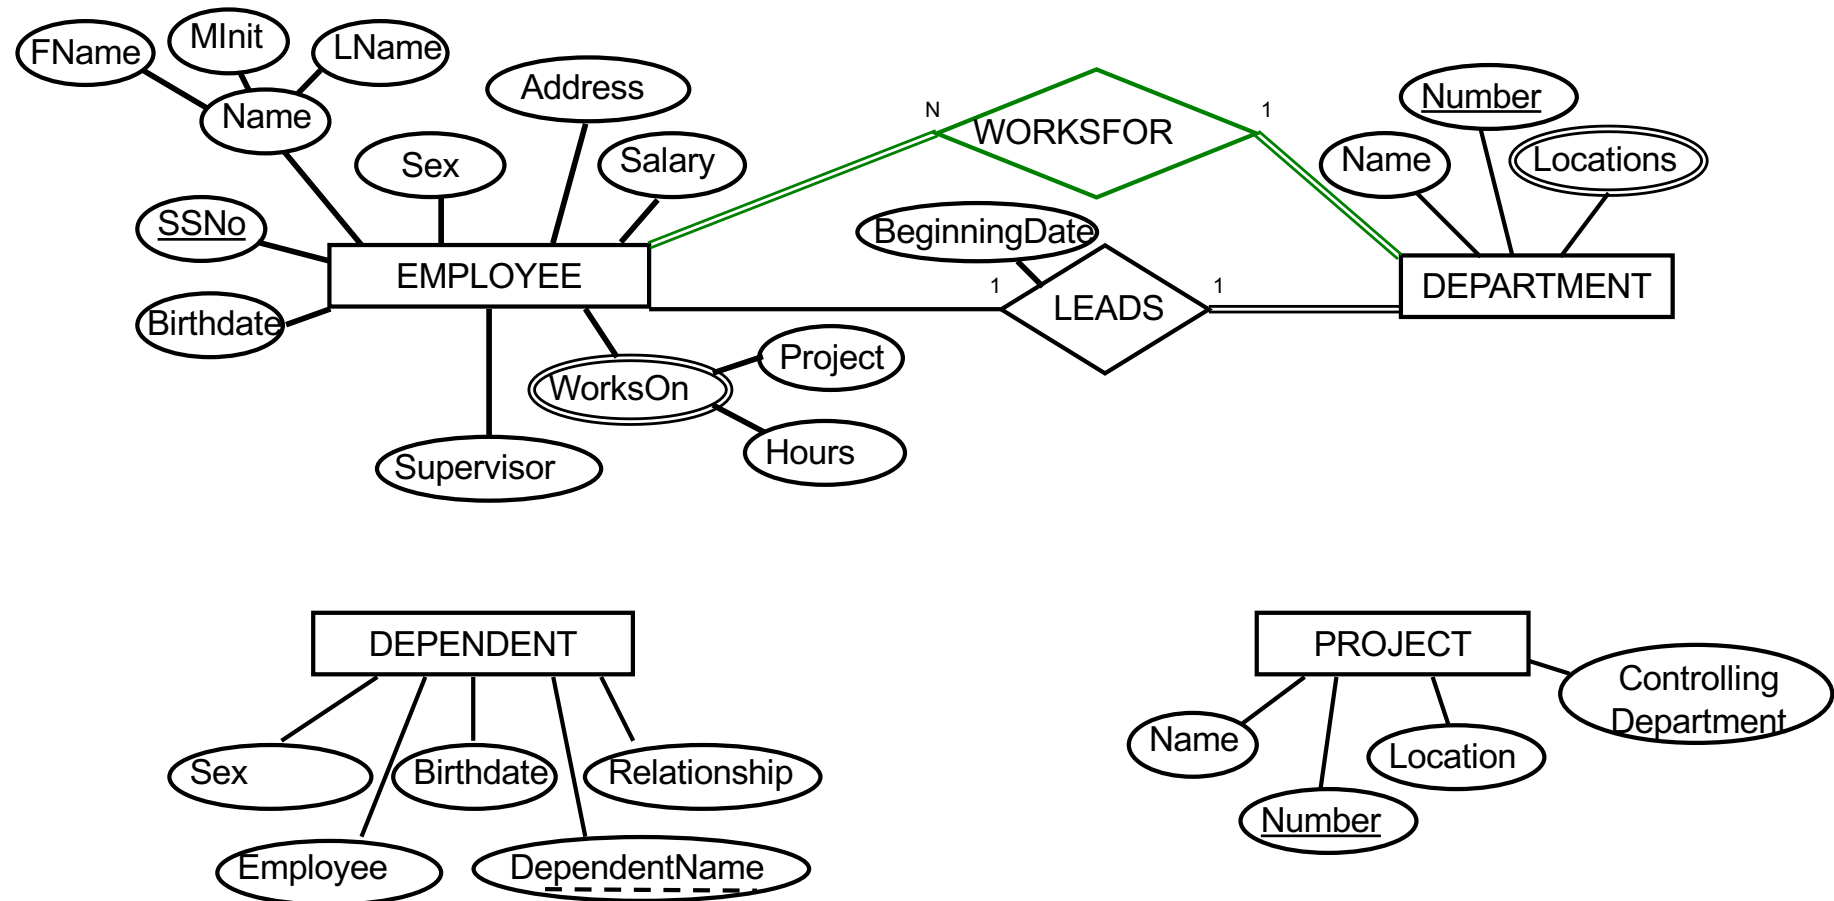 FName
MInit
LName
Name
Address
Sex
Salary
SSNo
Birthdate
EMPLOYEE
N
WORKSFOR
1
Number
Name
Locations
BeginningDate
1
LEADS
1
DEPARTMENT
WorksOn
Project
Hours
Supervisor
DEPENDENT
Sex
Birthdate
Relationship
Employee
DependentName
PROJECT
Controlling
Department
Name
Location
Number